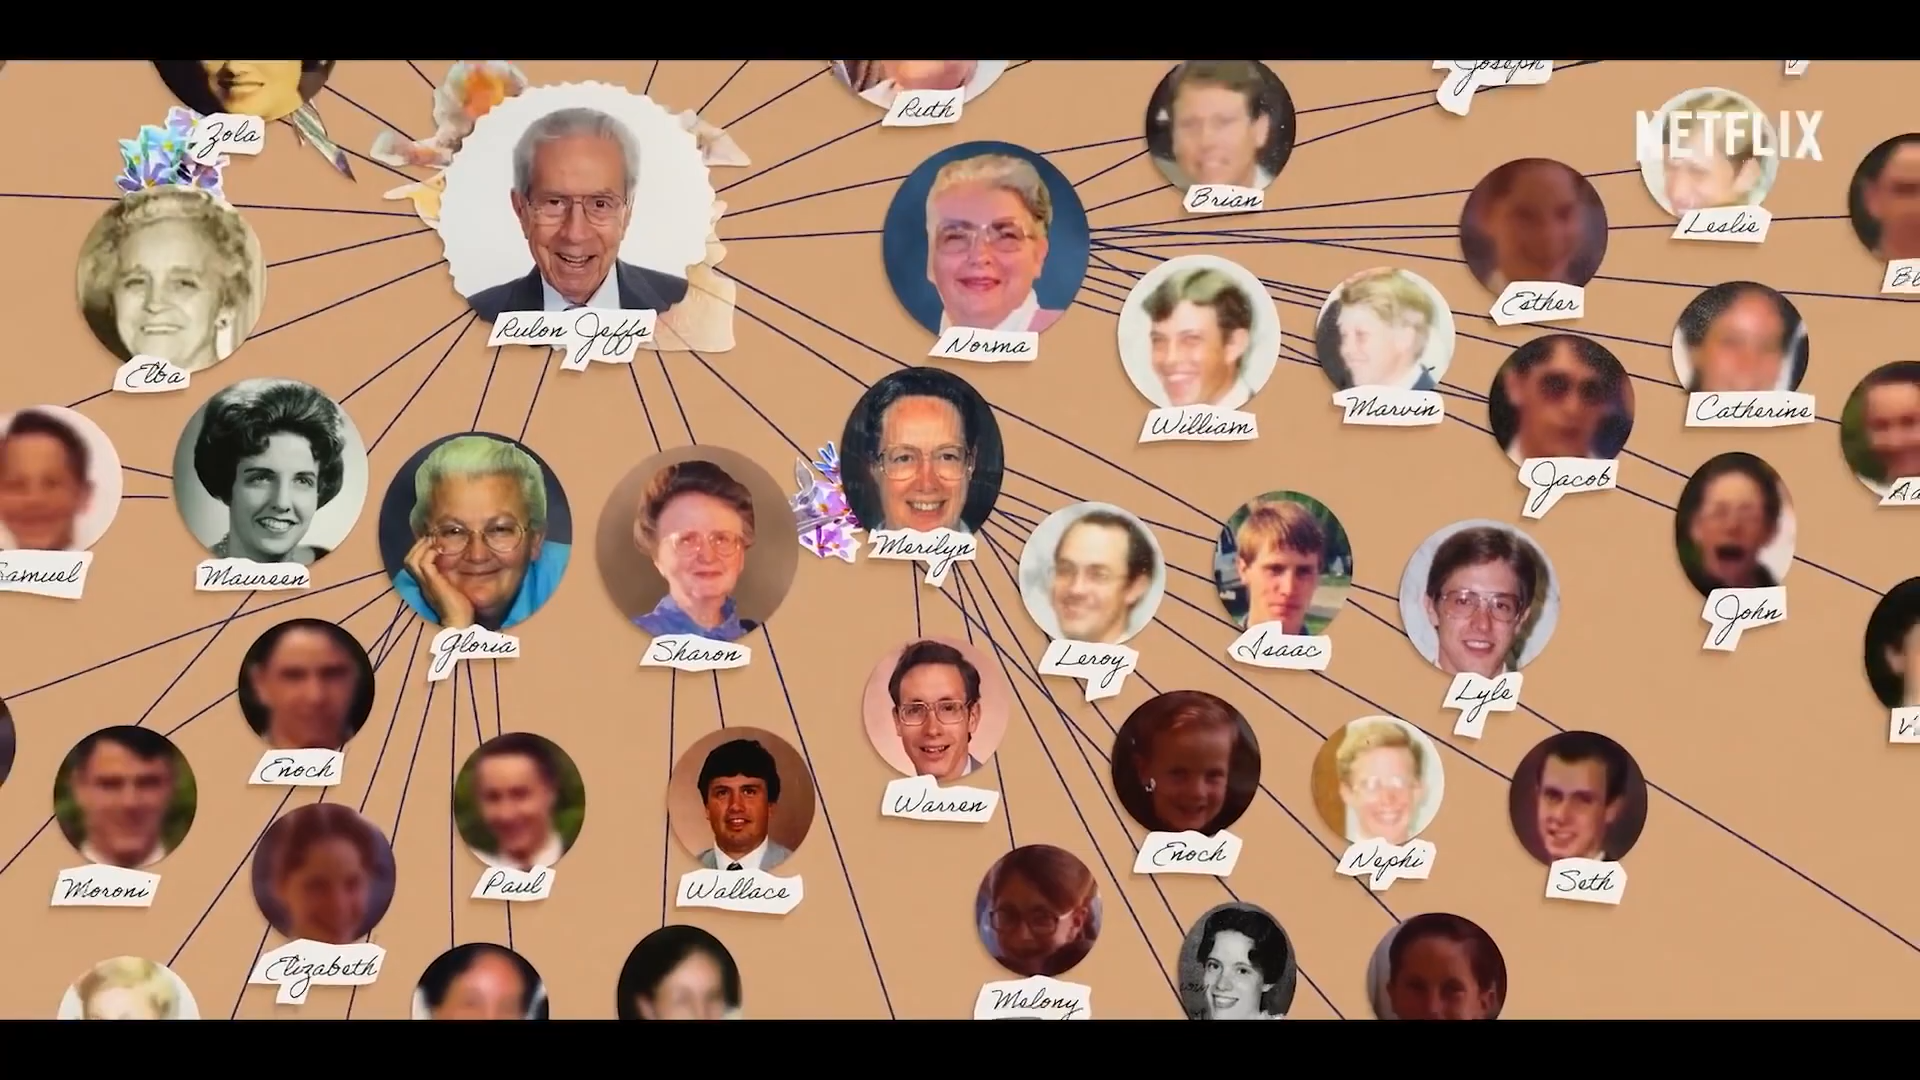 Joseph
NETFLIX
Ruth
Zola
Brian
Leslie
Rulon Jeffs
Norma
Esther
Elba
William
Marvin
Catherine
Jacob
Samuel
Maureen
Merilyn
John
Gloria
Sharon
Leroy
Isaac
Lyle
Enoch
Warren
Moroni
Paul
Wallace
Enoch
Nephi
Seth
Elizabeth
Melony